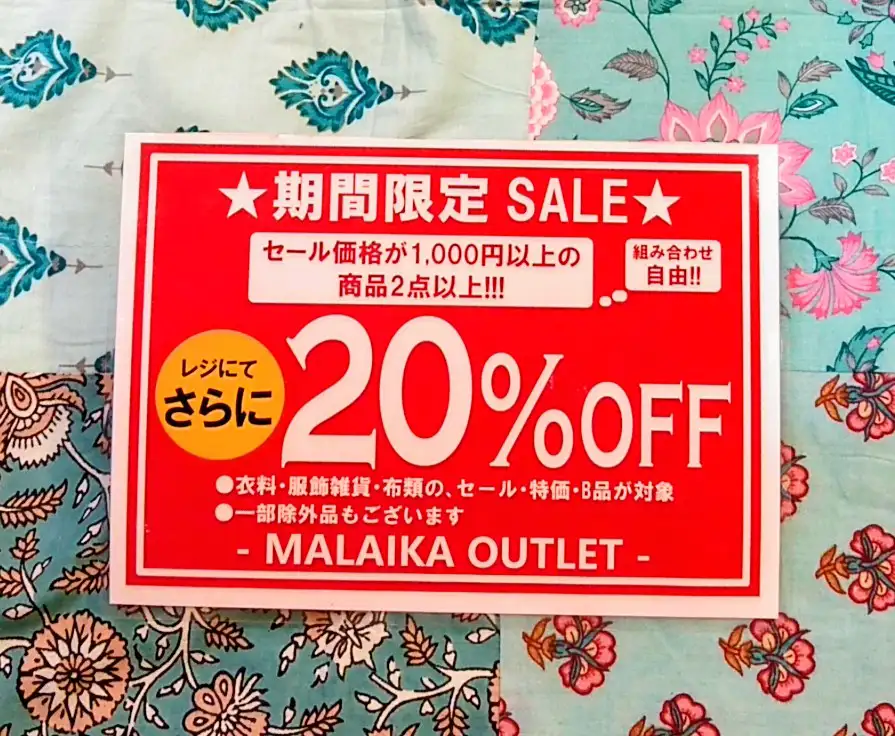 ★期間限定 SALE★
セール価格が1,000円以上の
商品2点以上!!!
組み合わせ
自由!!
レジにて
さらに
20%OFF
●衣料・服飾雑貨・布類の、セール・特価・B品が対象
●一部除外品もございます
- MALAIKA OUTLET -